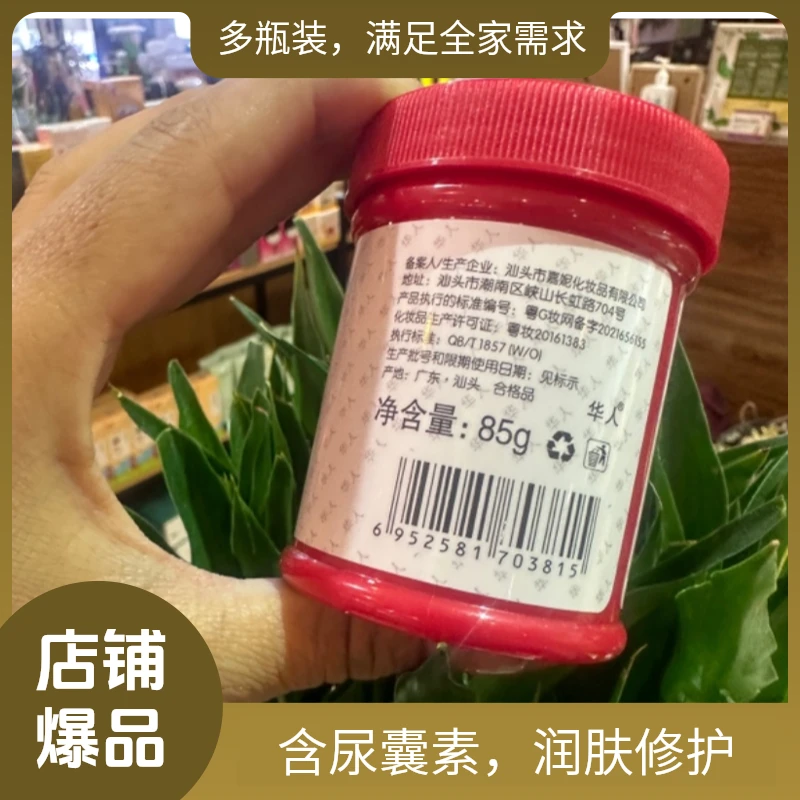 多瓶装，满足全家需求
备案人/生产企业：汕头市嘉妮化妆品有限公司
地址：汕头市潮南区峡山长虹路704号
产品执行的标准编号：粤G妆网备字2021656155
化妆品生产许可证：粤妆20161383
执行标准：QB/T1857(W/O)
生产批号和限期使用日期：见标示
产地：广东·汕头 合格品
净含量：85g
华人®
6 952581 703815
店铺
爆品
含尿囊素，润肤修护